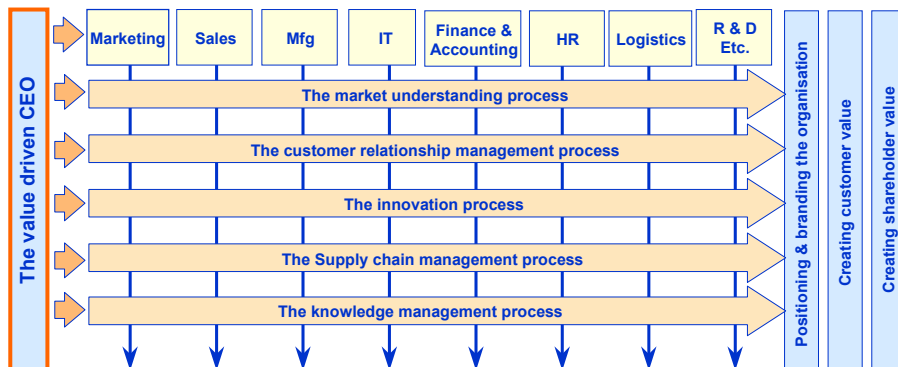 The value driven CEO
Marketing
Sales
Mfg
IT
Finance &
Accounting
HR
Logistics
R & D
Etc.
The market understanding process
The customer relationship management process
The innovation process
The Supply chain management process
The knowledge management process
Positioning & branding the organisation
Creating customer value
Creating shareholder value